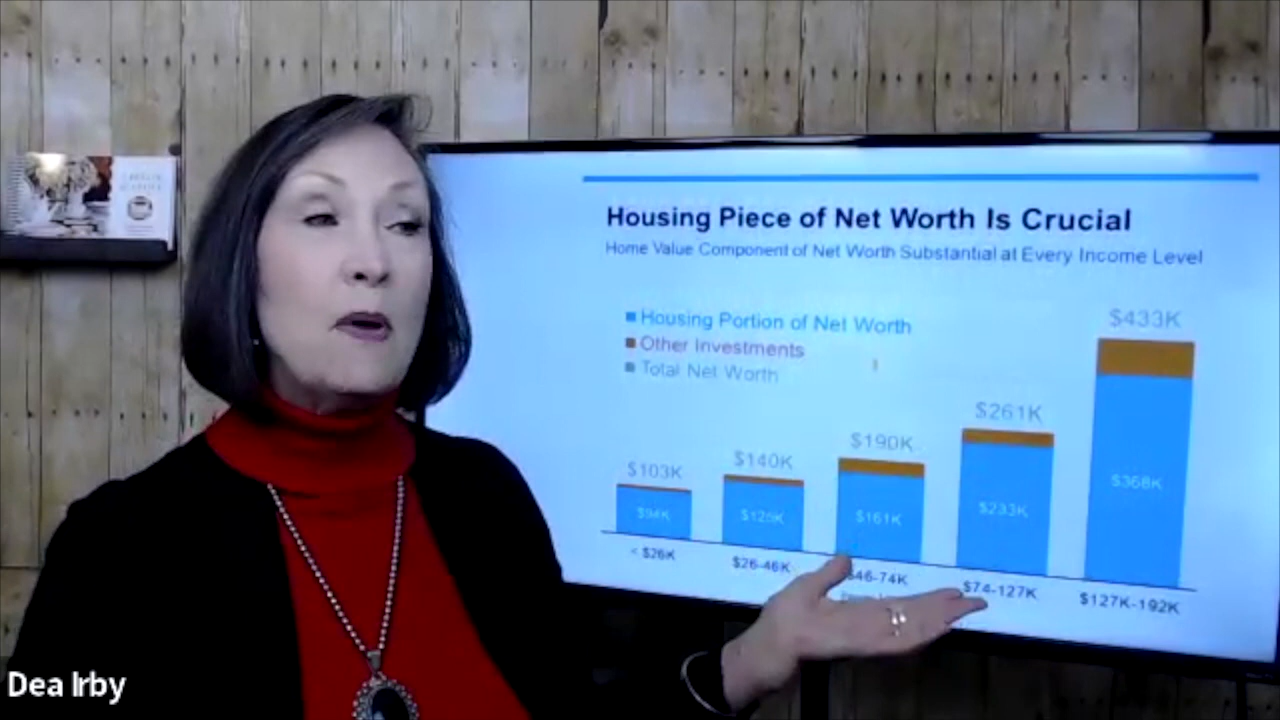 Housing Piece of Net Worth Is Crucial
Home Value Component of Net Worth Substantial at Every Income Level
Housing Portion of Net Worth
Other Investments
Total Net Worth
$433K
$261K
$190K
$140K
$103K
$94K
$125K
$161K
$233K
$368K
< $26K
$26-46K
$46-74K
$74-127K
$127K-192K
Dea Irby